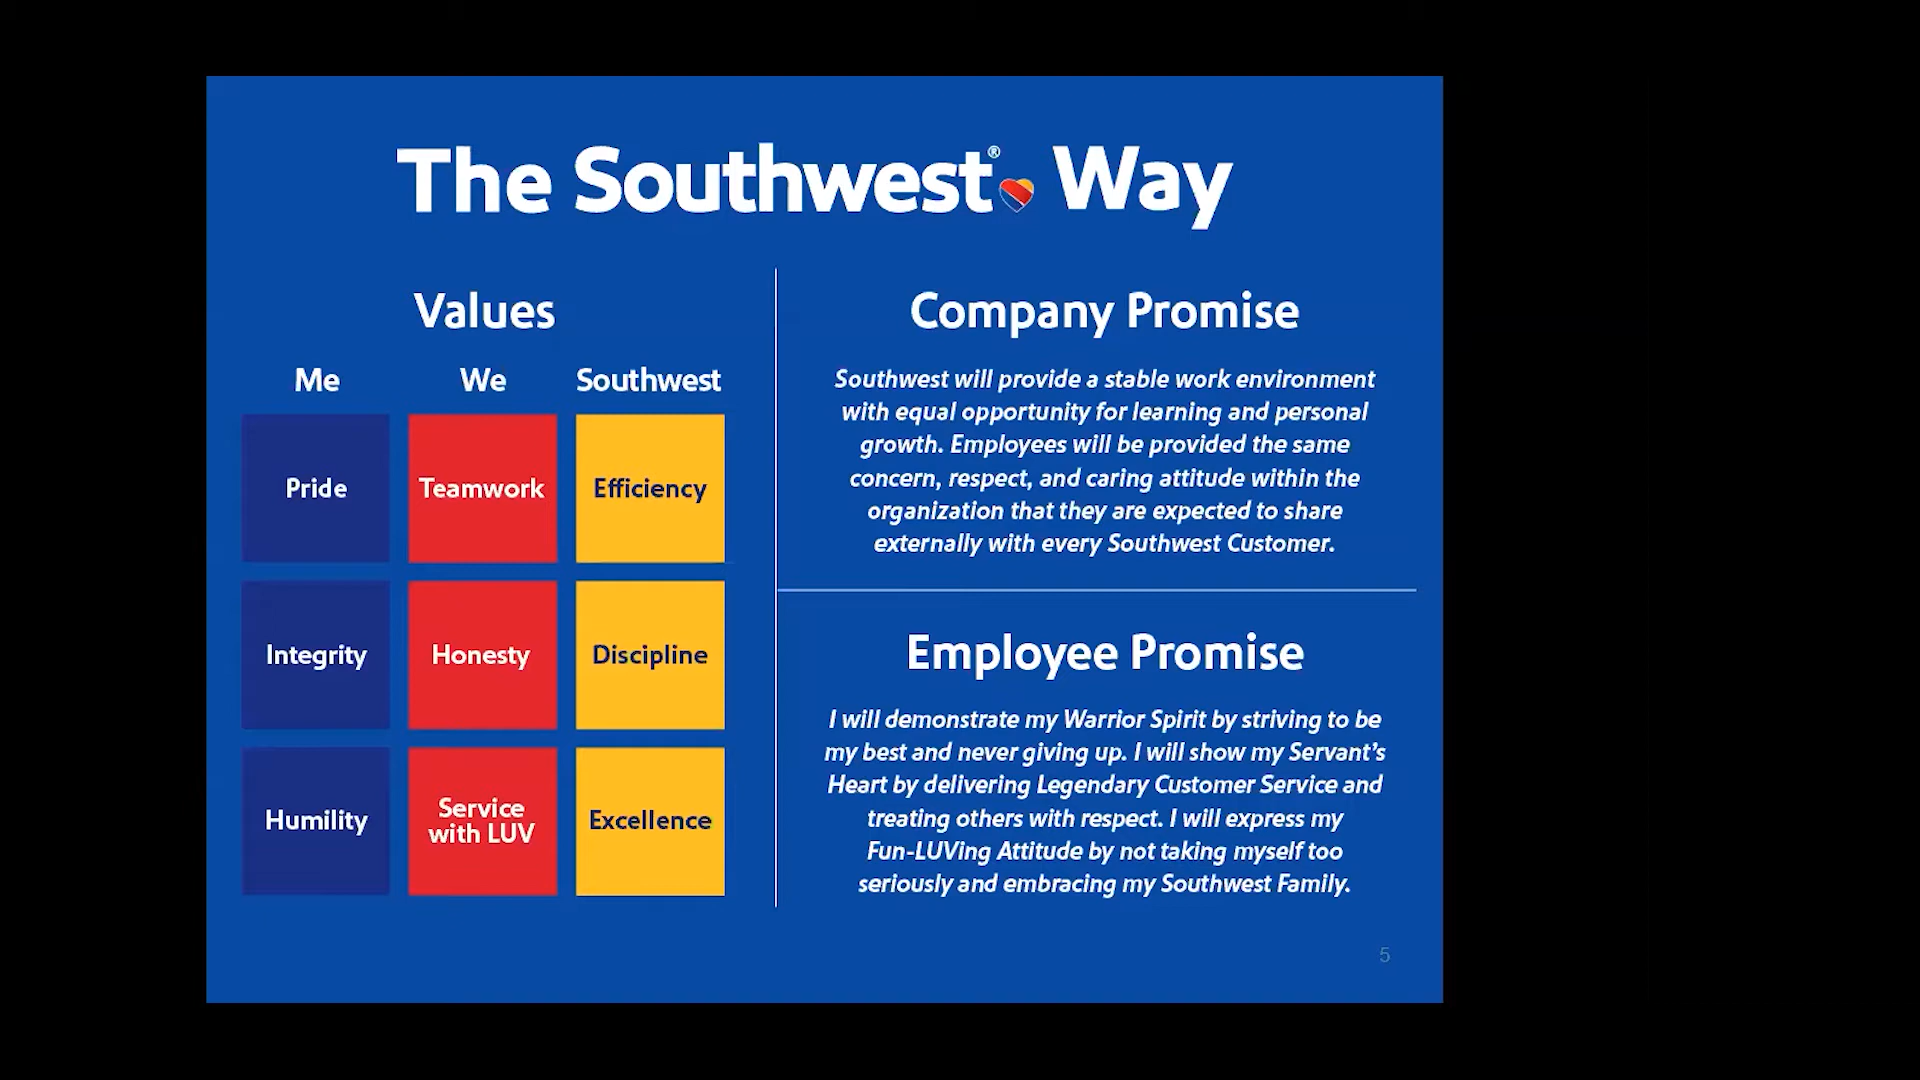 The Southwest® Way
Values
Me We Southwest
Pride Teamwork Efficiency
Integrity Honesty Discipline
Humility Service with LUV Excellence
Company Promise
Southwest will provide a stable work environment
with equal opportunity for learning and personal
growth. Employees will be provided the same
concern, respect, and caring attitude within the
organization that they are expected to share
externally with every Southwest Customer.
Employee Promise
I will demonstrate my Warrior Spirit by striving to be
my best and never giving up. I will show my Servant’s
Heart by delivering Legendary Customer Service and
treating others with respect. I will express my
Fun-LUVing Attitude by not taking myself too
seriously and embracing my Southwest Family.
5